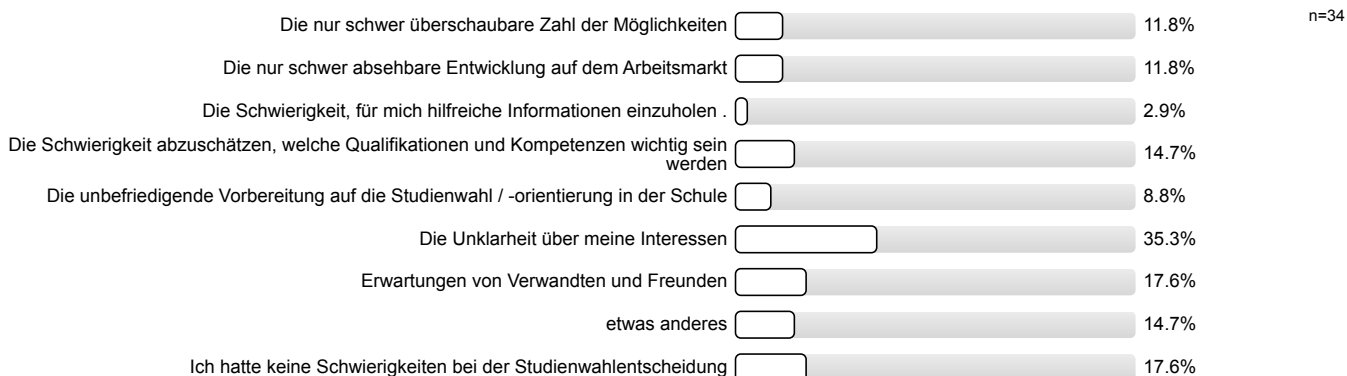 Die nur schwer überschaubare Zahl der Möglichkeiten 11.8% n=34
Die nur schwer absehbare Entwicklung auf dem Arbeitsmarkt 11.8%
Die Schwierigkeit, für mich hilfreiche Informationen einzuholen . 2.9%
Die Schwierigkeit abzuschätzen, welche Qualifikationen und Kompetenzen wichtig sein
werden 14.7%
Die unbefriedigende Vorbereitung auf die Studienwahl / -orientierung in der Schule 8.8%
Die Unklarheit über meine Interessen 35.3%
Erwartungen von Verwandten und Freunden 17.6%
etwas anderes 14.7%
Ich hatte keine Schwierigkeiten bei der Studienwahlentscheidung 17.6%